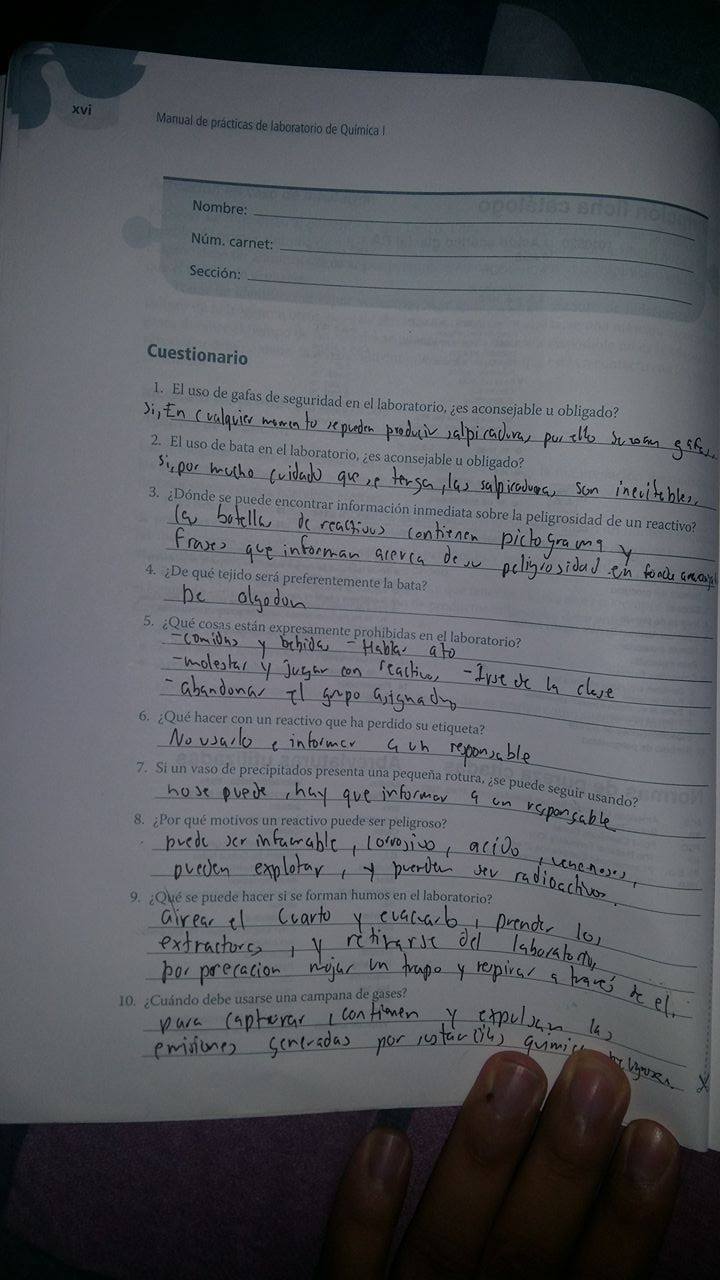 xvi
Manual de prácticas de laboratorio de Química I
Nombre:
Núm. carnet:
Sección:
Cuestionario
1. El uso de gafas de seguridad en el laboratorio, ¿es aconsejable u obligado?
Si, En cualquier momento se pueden producir salpicaduras, por ello se usan gafas.
2. El uso de bata en el laboratorio, ¿es aconsejable u obligado?
Si, por mucho cuidado que se tenga, las salpicaduras son inevitables.
3. ¿Dónde se puede encontrar información inmediata sobre la peligrosidad de un reactivo?
las botellas de reactivos contienen pictograma y
frases que informan acerca de su peligrosidad en fondo
4. ¿De qué tejido será preferentemente la bata?
De algodon
5. ¿Qué cosas están expresamente prohibidas en el laboratorio?
- comidas y bebidas - Hablar alto
- molestar y jugar con reactivos - Irse de la clase
- abandonar el grupo asignado
6. ¿Qué hacer con un reactivo que ha perdido su etiqueta?
No usarlo e informar a un responsable
7. Si un vaso de precipitados presenta una pequeña rotura, ¿se puede seguir usando?
no se puede, hay que informar a un responsable
8. ¿Por qué motivos un reactivo puede ser peligroso?
puede ser infamable, corrosivo, acido, venenosos,
pueden explotar, y pueden ser radioactivos.
9. ¿Qué se puede hacer si se forman humos en el laboratorio?
airear el cuarto y evacuarlo, prender los
extractores, y retirarse del laboratorio,
por precacion mojar un trapo y respirar a través de el.
10. ¿Cuándo debe usarse una campana de gases?
para capturar, contienen y expulsan las
emisiones generadas por